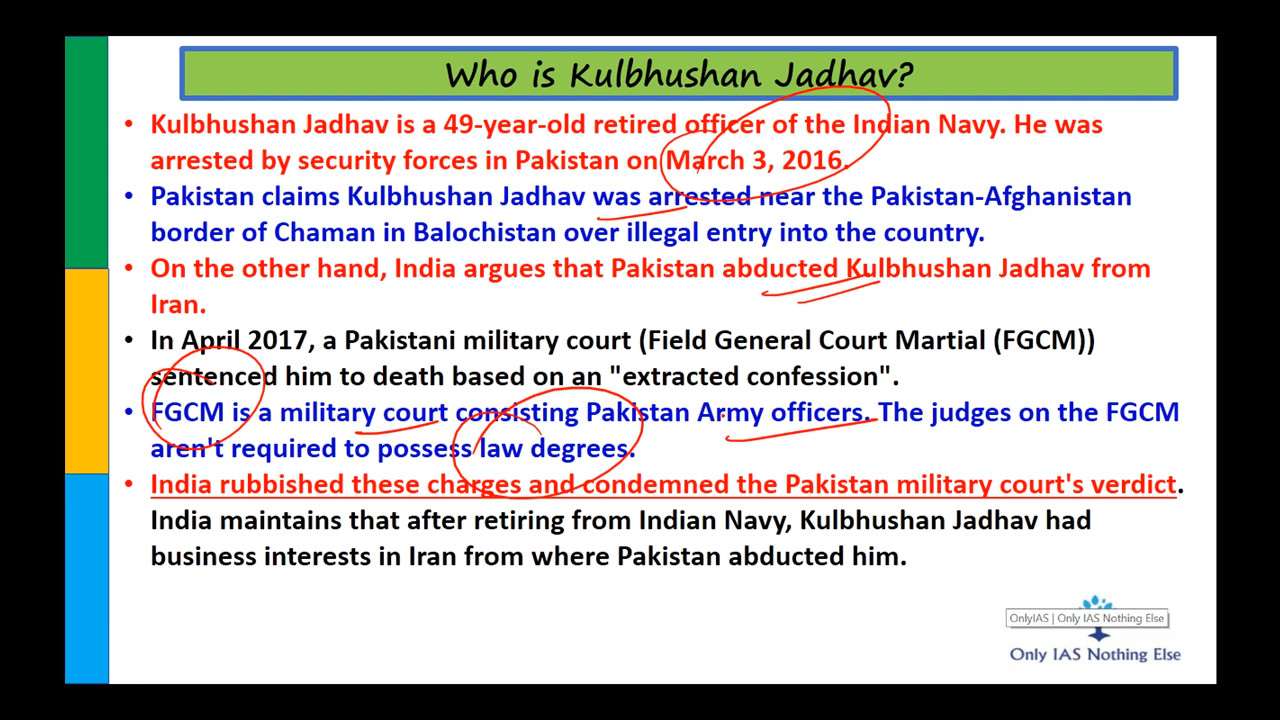 Who is Kulbhushan Jadhav?
• Kulbhushan Jadhav is a 49-year-old retired officer of the Indian Navy. He was
arrested by security forces in Pakistan on March 3, 2016.
• Pakistan claims Kulbhushan Jadhav was arrested near the Pakistan-Afghanistan
border of Chaman in Balochistan over illegal entry into the country.
• On the other hand, India argues that Pakistan abducted Kulbhushan Jadhav from
Iran.
• In April 2017, a Pakistani military court (Field General Court Martial (FGCM))
sentenced him to death based on an "extracted confession".
• FGCM is a military court consisting Pakistan Army officers. The judges on the FGCM
aren't required to possess law degrees.
• India rubbished these charges and condemned the Pakistan military court's verdict.
India maintains that after retiring from Indian Navy, Kulbhushan Jadhav had
business interests in Iran from where Pakistan abducted him.
OnlyIAS | Only IAS Nothing Else
Only IAS Nothing Else